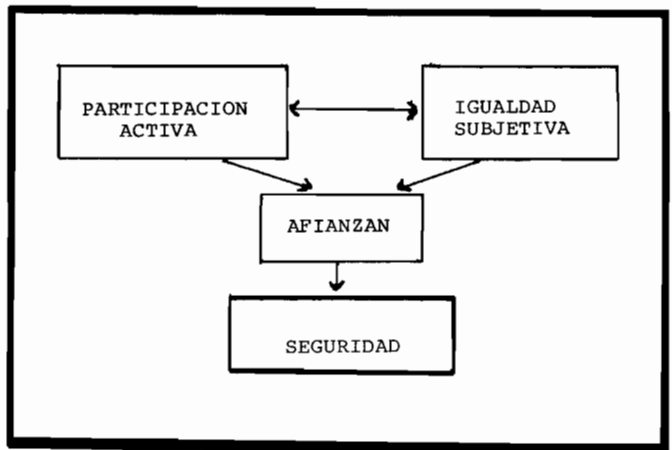 PARTICIPACION
ACTIVA
IGUALDAD
SUBJETIVA
AFIANZAN
SEGURIDAD